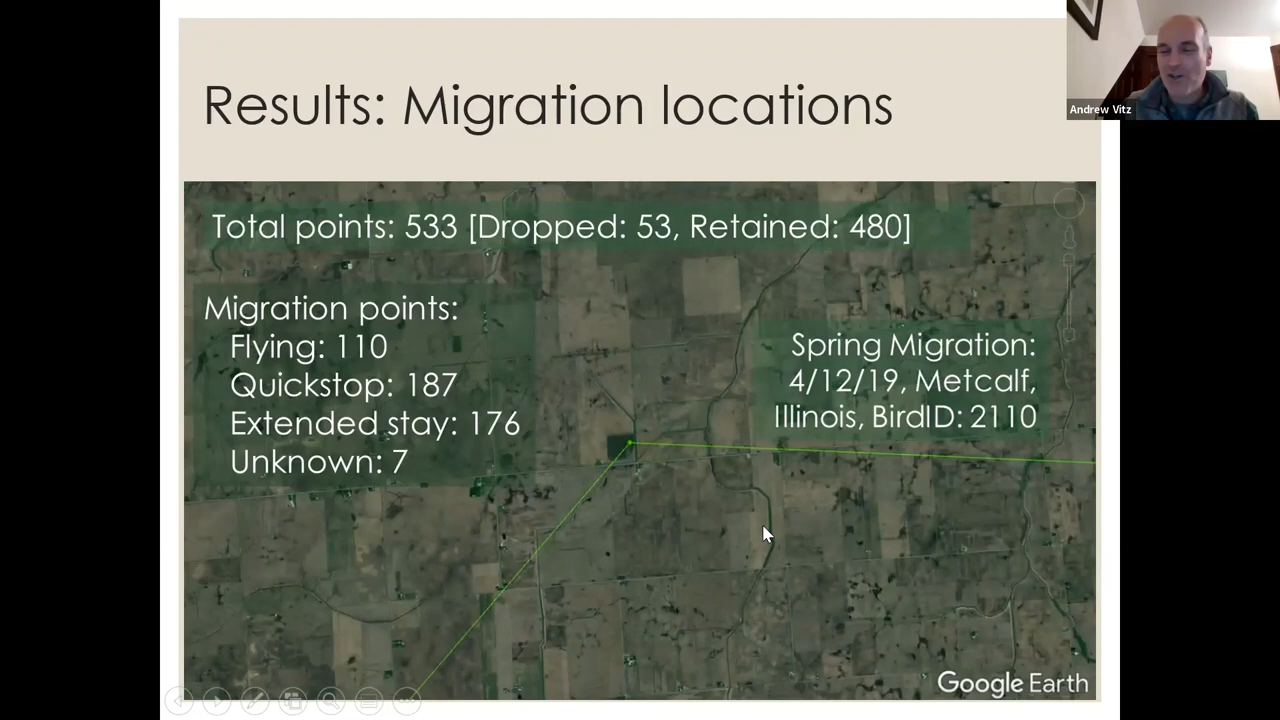 Results: Migration locations
Andrew Vitz
Total points: 533 [Dropped: 53, Retained: 480]
Migration points:
Flying: 110
Quickstop: 187
Extended stay: 176
Unknown: 7
Spring Migration:
4/12/19, Metcalf,
Illinois, BirdID: 2110
Google Earth